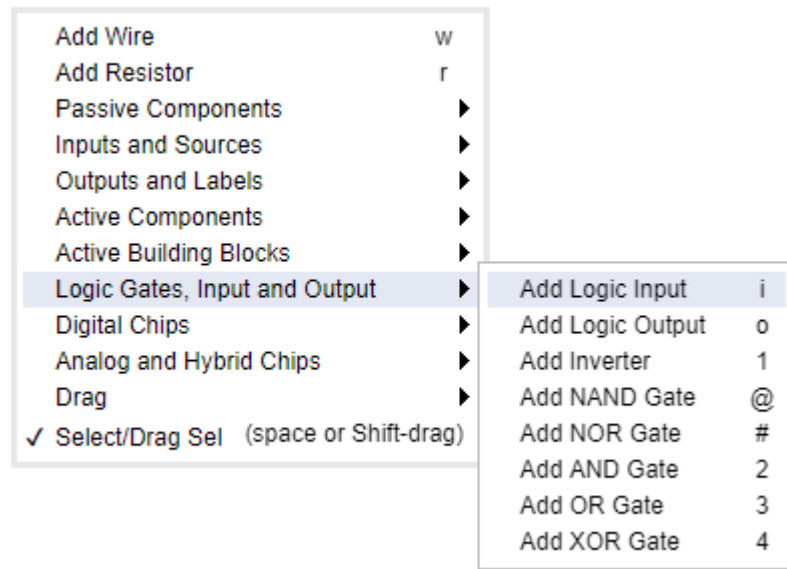 Add Wire w
Add Resistor r
Passive Components
Inputs and Sources
Outputs and Labels
Active Components
Active Building Blocks
Logic Gates, Input and Output
Digital Chips
Analog and Hybrid Chips
Drag
✓ Select/Drag Sel (space or Shift-drag)
Add Logic Input i
Add Logic Output o
Add Inverter 1
Add NAND Gate @
Add NOR Gate #
Add AND Gate 2
Add OR Gate 3
Add XOR Gate 4